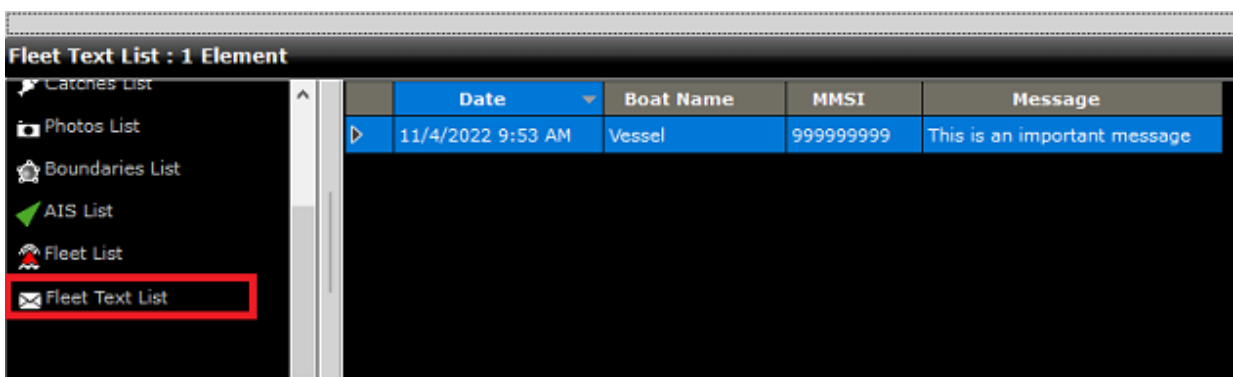 Fleet Text List : 1 Element
Catches List
Photos List
Boundaries List
AIS List
Fleet List
Fleet Text List
Date Boat Name MMSI Message
11/4/2022 9:53 AM Vessel 999999999 This is an important message